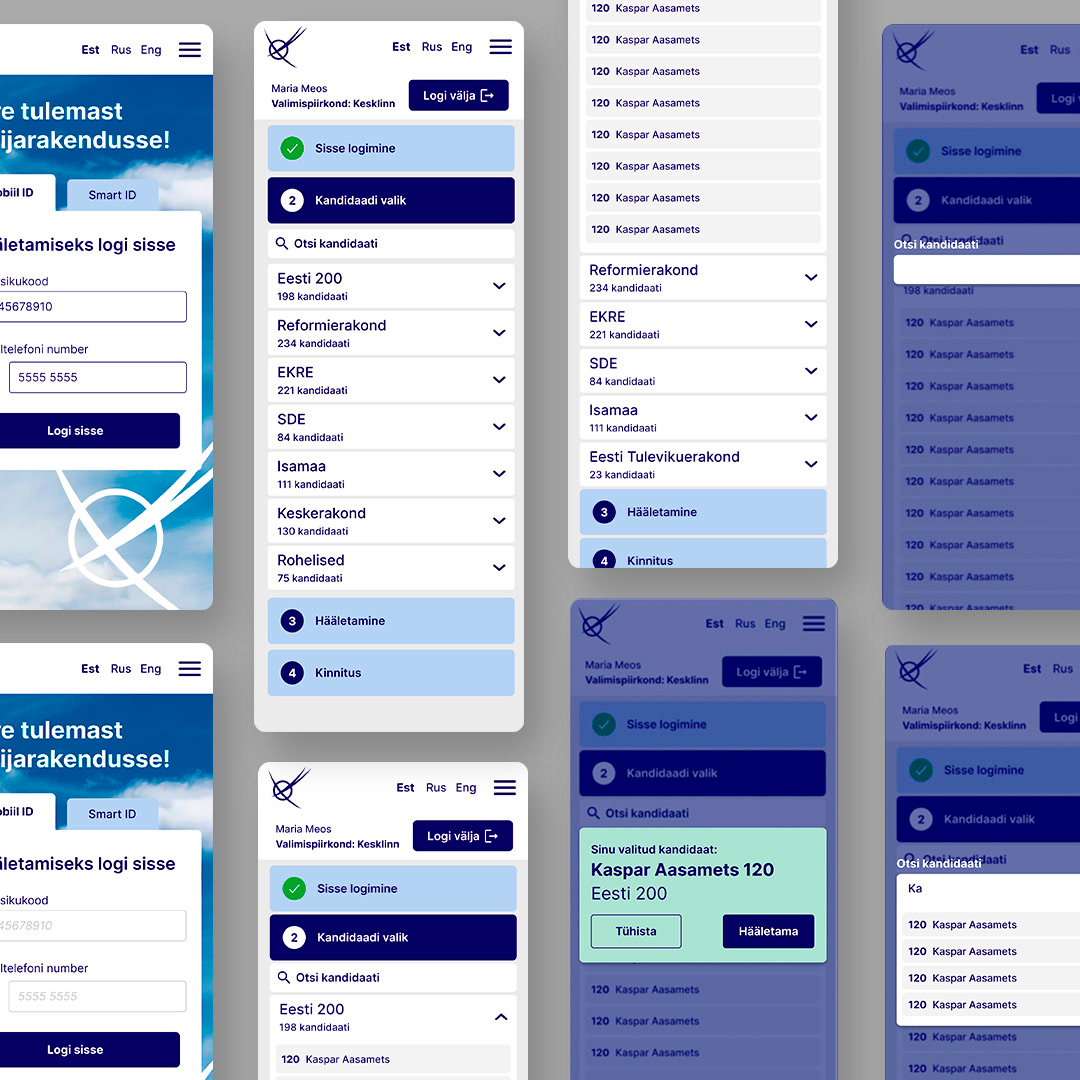 Est Rus Eng
e tulemast
ijarakendusse!
biil ID
Smart ID
letamiseks logi sisse
sikukood
45678910
ltelefoni number
5555 5555
Logi sisse
Est Rus Eng
e tulemast
ijarakendusse!
biil ID
Smart ID
letamiseks logi sisse
sikukood
45678910
ltelefoni number
5555 5555
Logi sisse
Est Rus Eng
Maria Meos
Valimispiirkond: Kesklinn
Logi välja
Sisse logimine
2 Kandidaadi valik
Otsi kandidaati
Eesti 200
198 kandidaati
Reformierakond
234 kandidaati
EKRE
221 kandidaati
SDE
84 kandidaati
Isamaa
111 kandidaati
Keskerakond
130 kandidaati
Rohelised
75 kandidaati
3 Hääletamine
4 Kinnitus
Est Rus Eng
Maria Meos
Valimispiirkond: Kesklinn
Logi välja
Sisse logimine
2 Kandidaadi valik
Otsi kandidaati
Eesti 200
198 kandidaati
120 Kaspar Aasamets
120 Kaspar Aasamets
120 Kaspar Aasamets
120 Kaspar Aasamets
120 Kaspar Aasamets
120 Kaspar Aasamets
120 Kaspar Aasamets
120 Kaspar Aasamets
120 Kaspar Aasamets
Reformierakond
234 kandidaati
EKRE
221 kandidaati
SDE
84 kandidaati
Isamaa
111 kandidaati
Eesti Tulevikuerakond
23 kandidaati
3 Hääletamine
4 Kinnitus
Est Rus Eng
Maria Meos
Valimispiirkond: Kesklinn
Logi välja
Sisse logimine
2 Kandidaadi valik
Otsi kandidaati
Sinu valitud kandidaat:
Kaspar Aasamets 120
Eesti 200
Tühista
Hääletama
120 Kaspar Aasamets
120 Kaspar Aasamets
120 Kaspar Aasamets
Est Rus
Maria Meos
Valimispiirkond: Kesklinn
Logi
Sisse logimine
2 Kandidaadi valik
Otsi kandidaati
Otsi kandidaati
198 kandidaati
120 Kaspar Aasamets
120 Kaspar Aasamets
120 Kaspar Aasamets
120 Kaspar Aasamets
120 Kaspar Aasamets
120 Kaspar Aasamets
120 Kaspar Aasamets
120 Kaspar Aasamets
120 Kaspar Aasamets
120 Kaspar Aasamets
Est Rus
Maria Meos
Valimispiirkond: Kesklinn
Logi
Sisse logimine
2 Kandidaadi valik
Otsi kandidaati
Otsi kandidaati
Ka
120 Kaspar Aasamets
120 Kaspar Aasamets
120 Kaspar Aasamets
120 Kaspar Aasamets
120 Kaspar Aasamets
120 Kaspar Aasamets